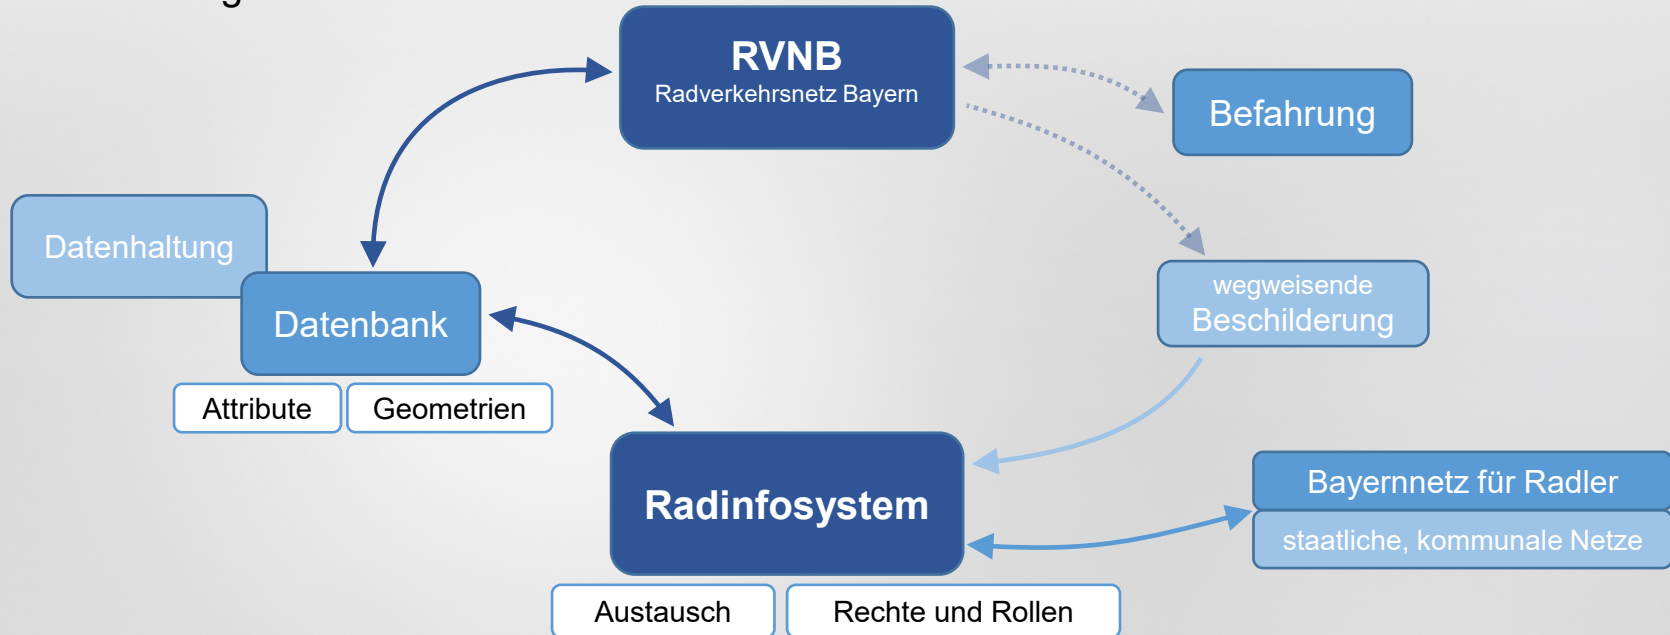 RVNB
Radverkehrsnetz Bayern
Befahrung
Datenhaltung
wegweisende
Beschilderung
Datenbank
Attribute
Geometrien
Bayernnetz für Radler
Radinfosystem
staatliche, kommunale Netze
Austausch
Rechte und Rollen